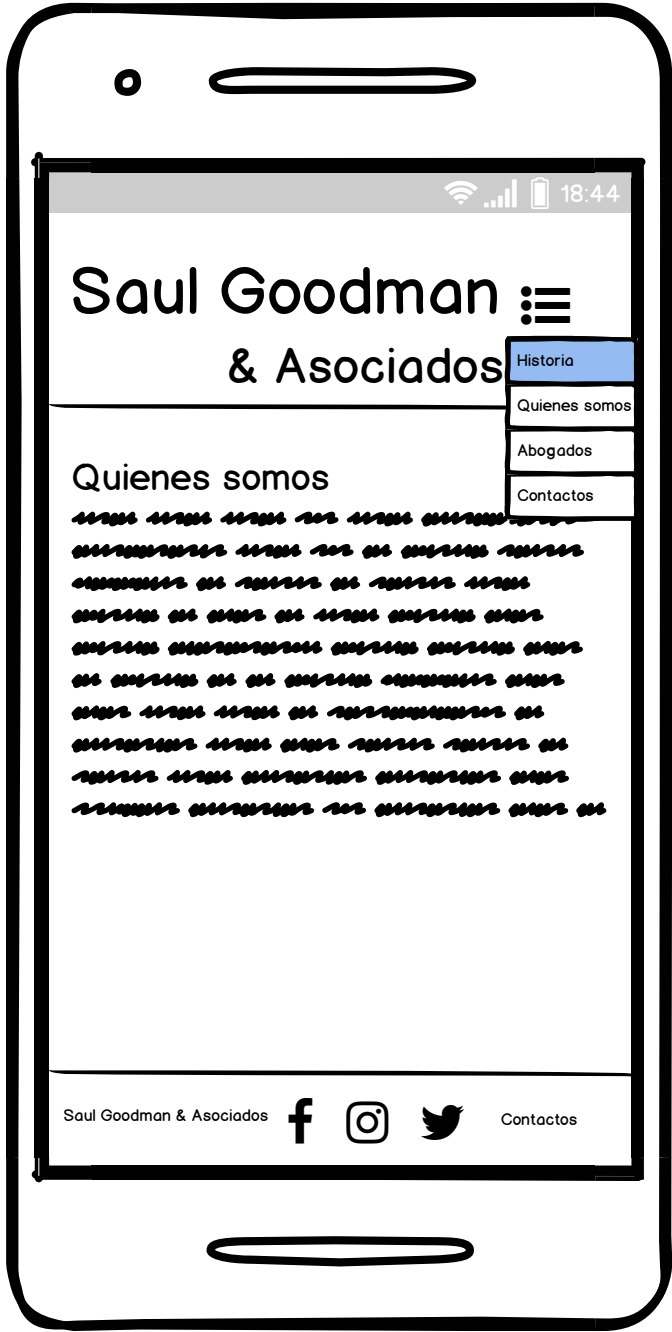 18:44
Saul Goodman
& Asociados
Historia
Quienes somos
Abogados
Contactos
Quienes somos
Saul Goodman & Asociados
Contactos